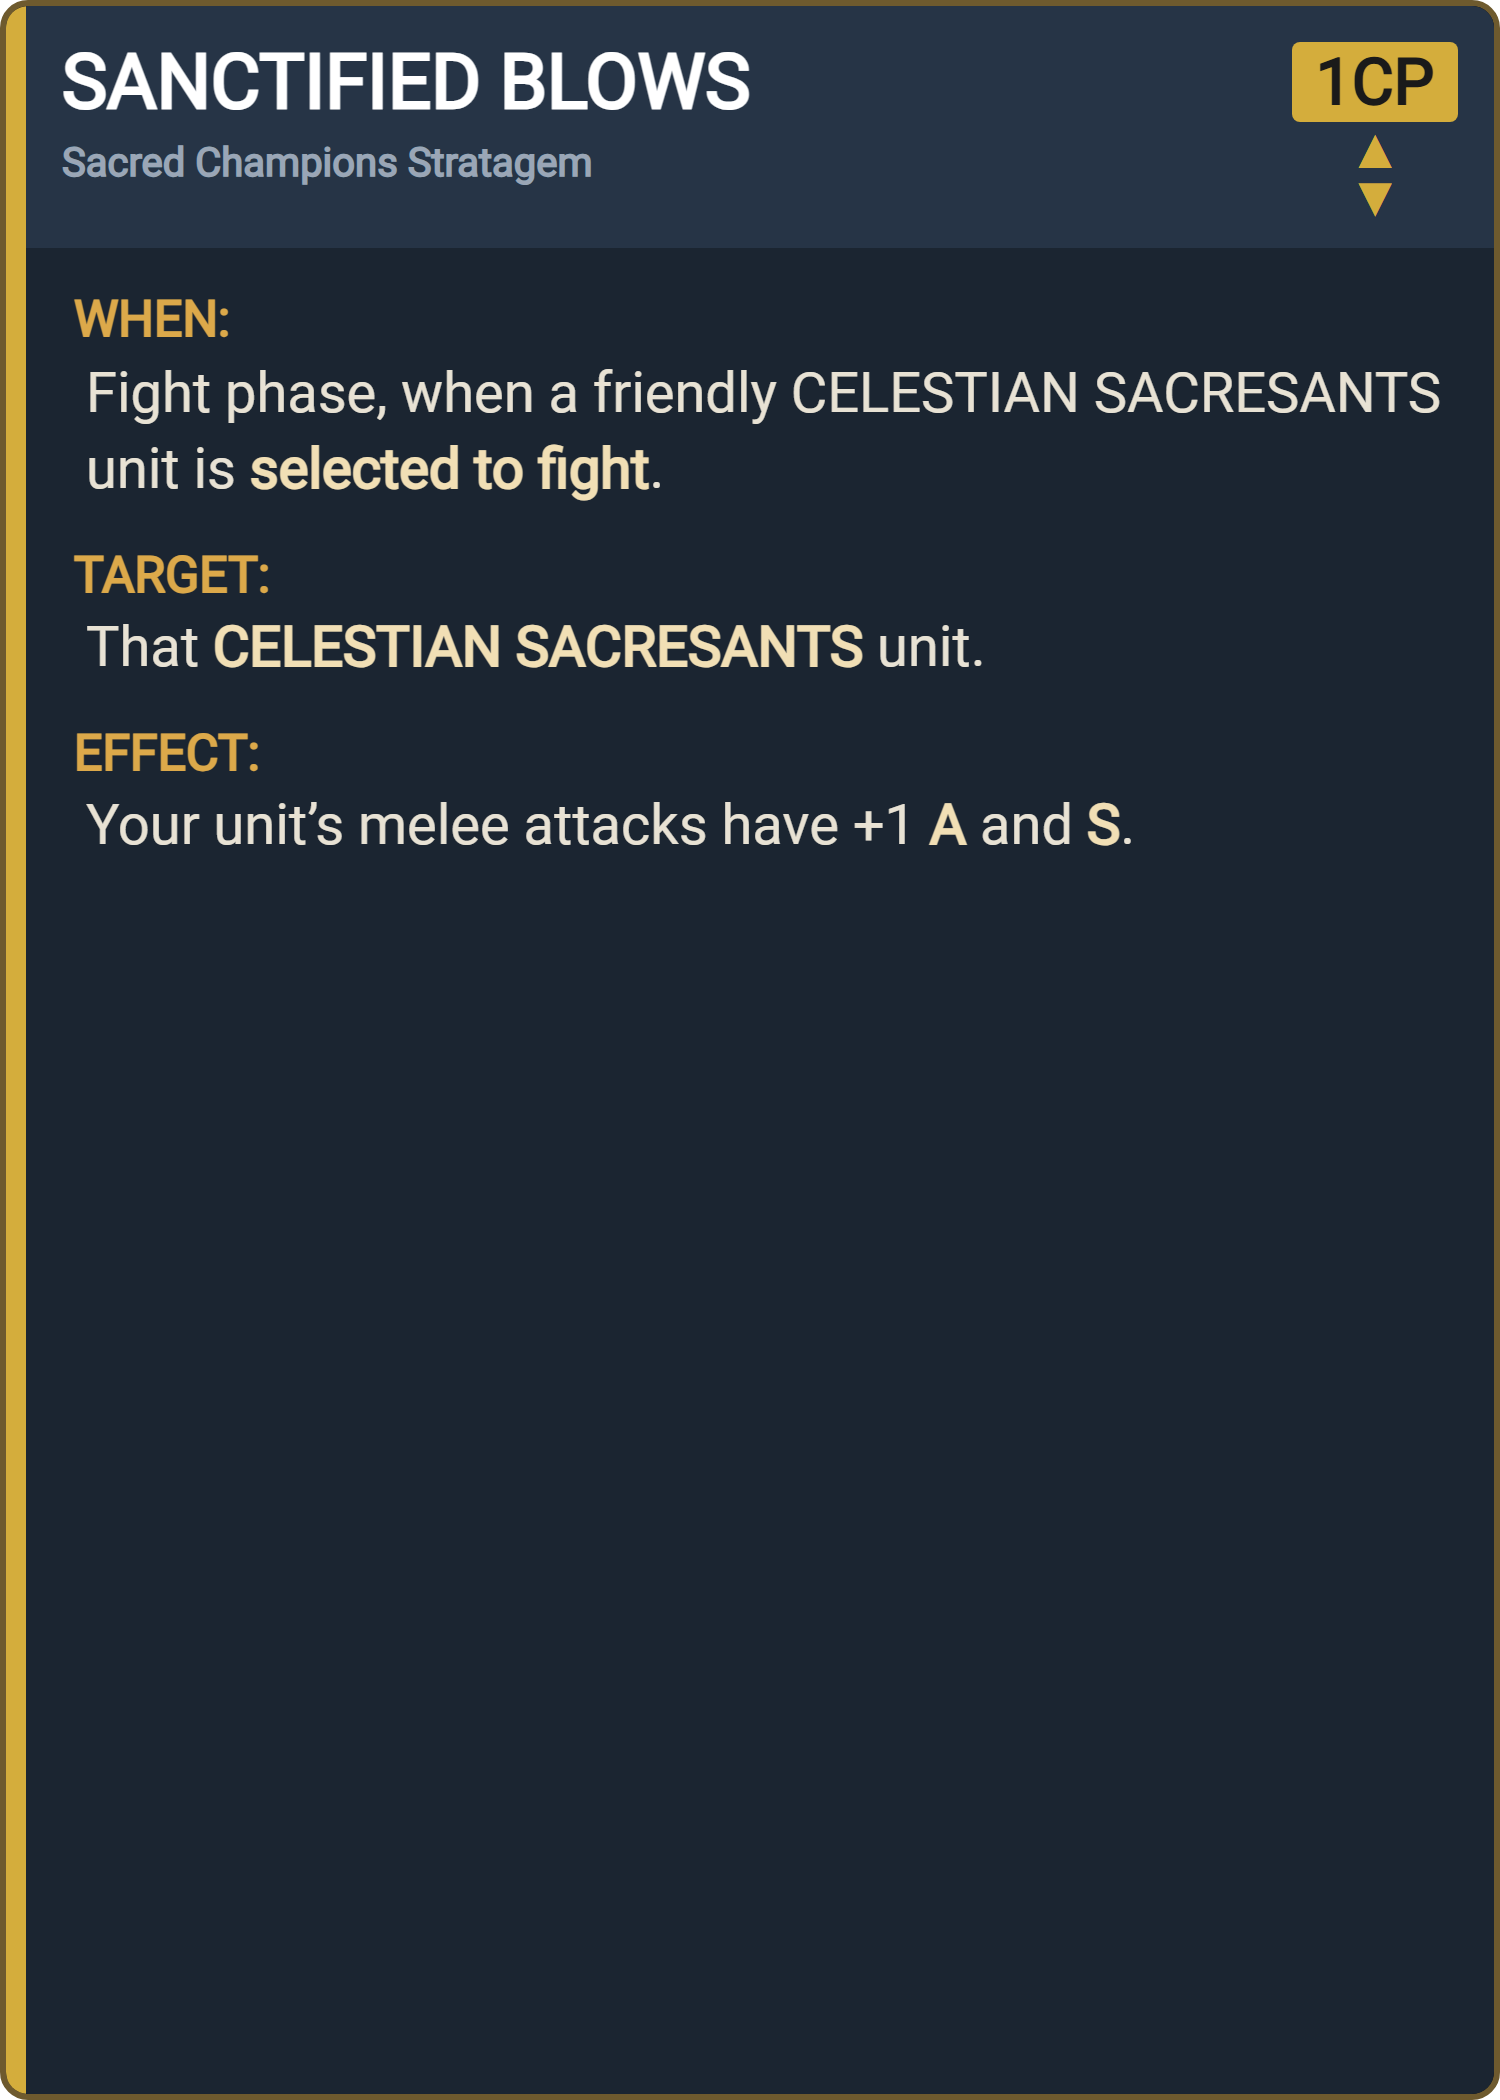 SANCTIFIED BLOWS
1CP
Sacred Champions Stratagem
▲
▼
WHEN:
Fight phase, when a friendly CELESTIAN SACRESANTS
unit is selected to fight.
TARGET:
That CELESTIAN SACRESANTS unit.
EFFECT:
Your unit’s melee attacks have +1 A and S.